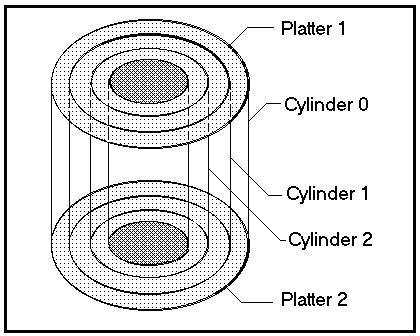 Platter 1
Cylinder 0
Cylinder 1
Cylinder 2
Platter 2